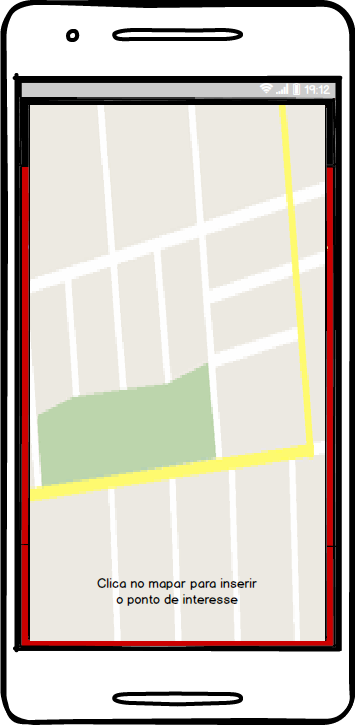 19:12
Clica no mapar para inserir
o ponto de interesse